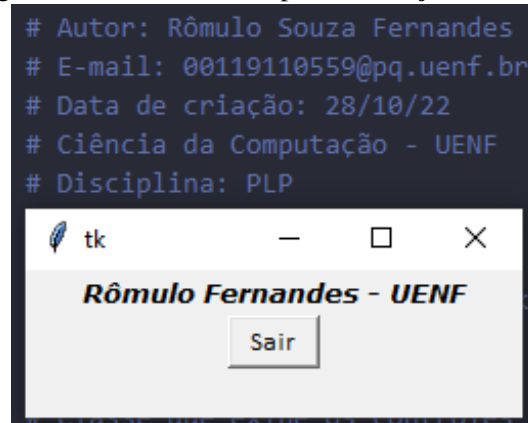 # Autor: Rômulo Souza Fernandes
# E-mail: 00119110559@pq.uenf.br
# Data de criação: 28/10/22
# Ciência da Computação - UENF
# Disciplina: PLP
tk
Rômulo Fernandes - UENF
Sair